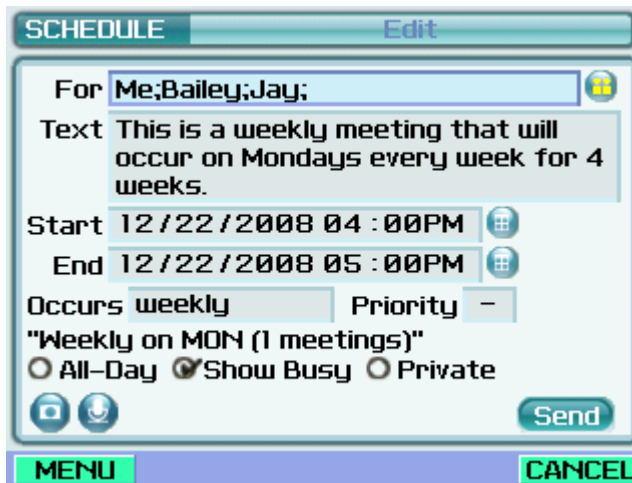 SCHEDULE Edit
For Me;Bailey;Jay;
Text This is a weekly meeting that will
occur on Mondays every week for 4
weeks.
Start 12/22/2008 04:00PM
End 12/22/2008 05:00PM
Occurs weekly Priority -
"Weekly on MON (1 meetings)"
All-Day Show Busy Private
Send
MENU CANCEL